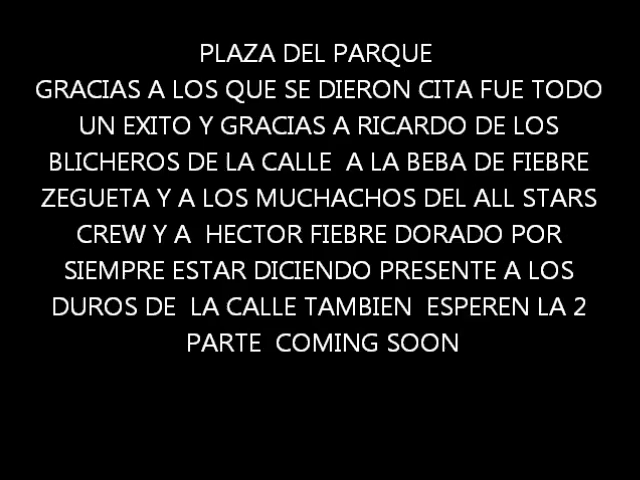 PLAZA DEL PARQUE
GRACIAS A LOS QUE SE DIERON CITA FUE TODO
UN EXITO Y GRACIAS A RICARDO DE LOS
BLICHEROS DE LA CALLE  A LA BEBA DE FIEBRE
ZEGUETA Y A LOS MUCHACHOS DEL ALL STARS
CREW Y A  HECTOR FIEBRE DORADO POR
SIEMPRE ESTAR DICIENDO PRESENTE A LOS
DUROS DE  LA CALLE TAMBIEN  ESPEREN LA 2
PARTE  COMING SOON